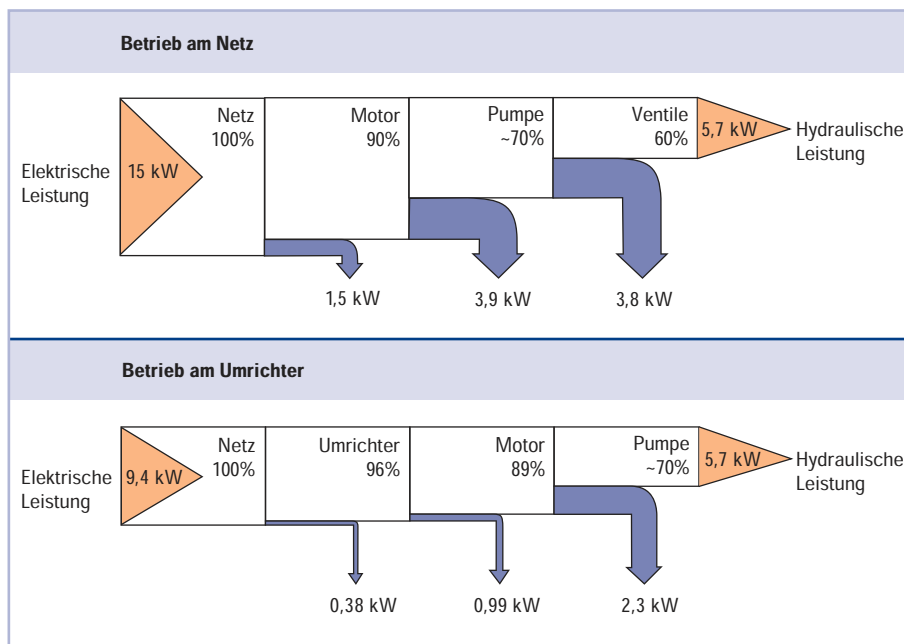 Betrieb am Netz
Elektrische
Leistung
15 kW
Netz
100%
Motor
90%
Pumpe
~70%
Ventile
60%
5,7 kW
Hydraulische
Leistung
1,5 kW
3,9 kW
3,8 kW
Betrieb am Umrichter
Elektrische
Leistung
9,4 kW
Netz
100%
Umrichter
96%
Motor
89%
Pumpe
~70%
5,7 kW
Hydraulische
Leistung
0,38 kW
0,99 kW
2,3 kW